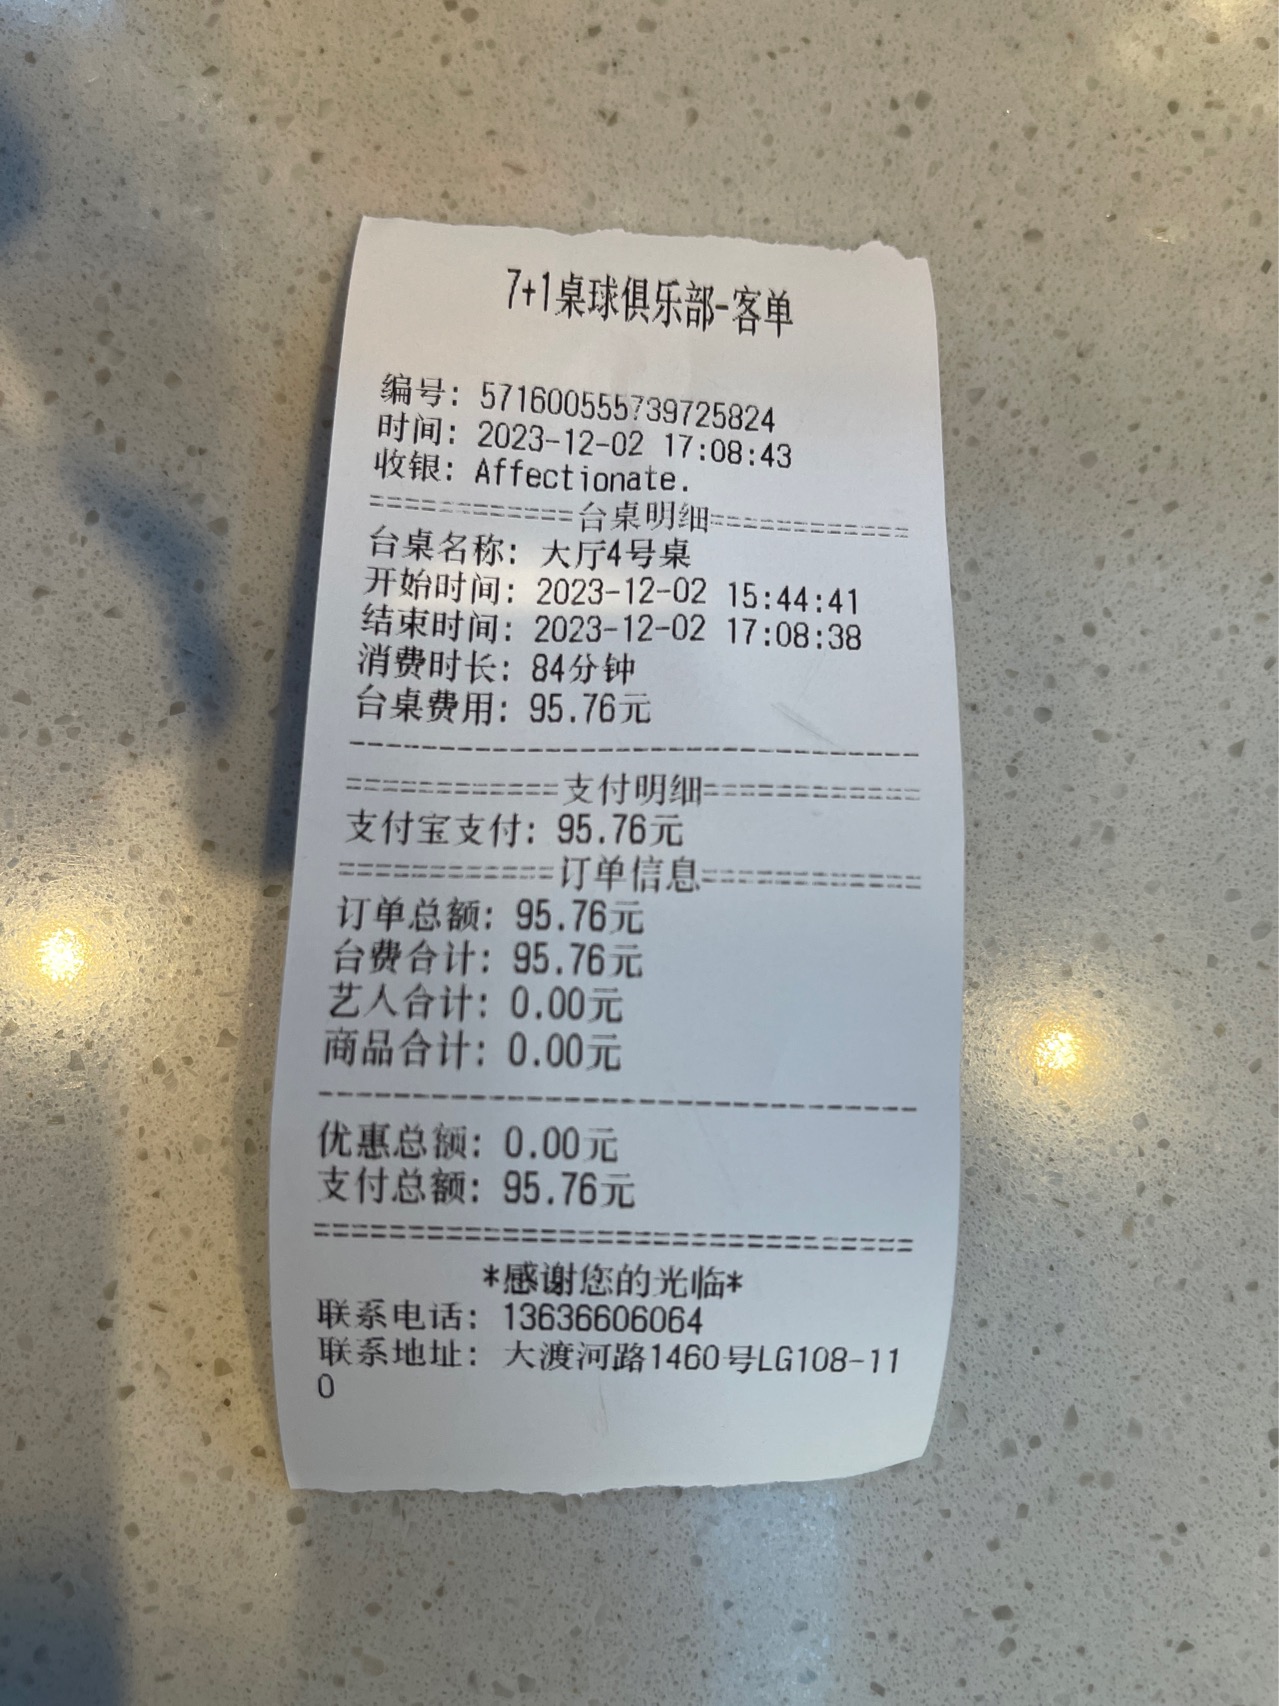 7+1桌球俱乐部-客单
编号: 571600555739725824
时间: 2023-12-02 17:08:43
收银: Affectionate.
============台桌明细============
台桌名称: 大厅4号桌
开始时间: 2023-12-02 15:44:41
结束时间: 2023-12-02 17:08:38
消费时长: 84分钟
台桌费用: 95.76元
--------------------------------
============支付明细============
支付宝支付: 95.76元
============订单信息============
订单总额: 95.76元
台费合计: 95.76元
艺人合计: 0.00元
商品合计: 0.00元
--------------------------------
优惠总额: 0.00元
支付总额: 95.76元
================================
*感谢您的光临*
联系电话: 13636606064
联系地址: 大渡河路1460号LG108-11
0